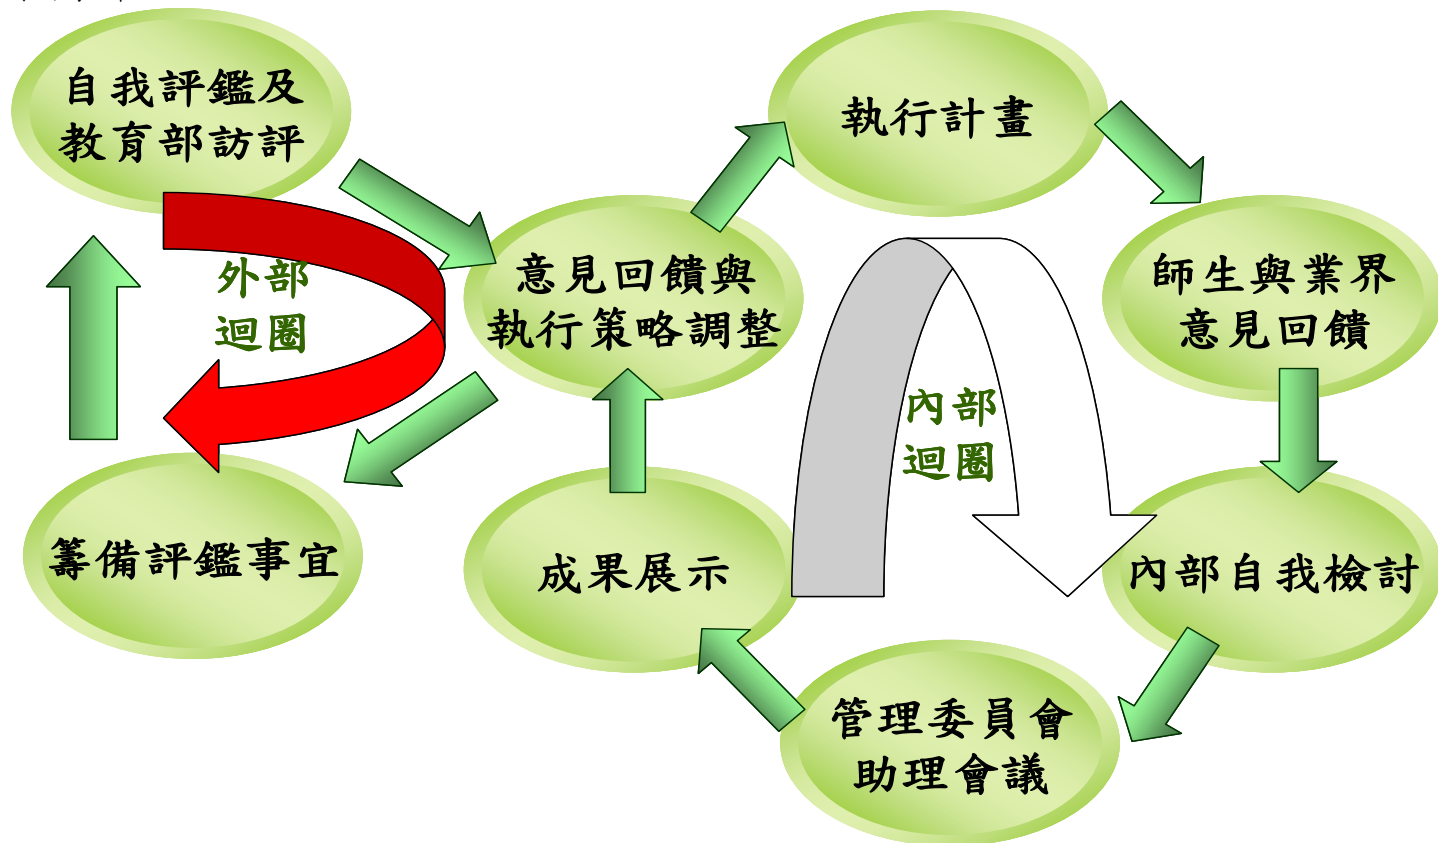 自我評鑑及
教育部訪評
執行計畫
外部
迴圈
意見回饋與
執行策略調整
師生與業界
意見回饋
內部
迴圈
籌備評鑑事宜
成果展示
內部自我檢討
管理委員會
助理會議